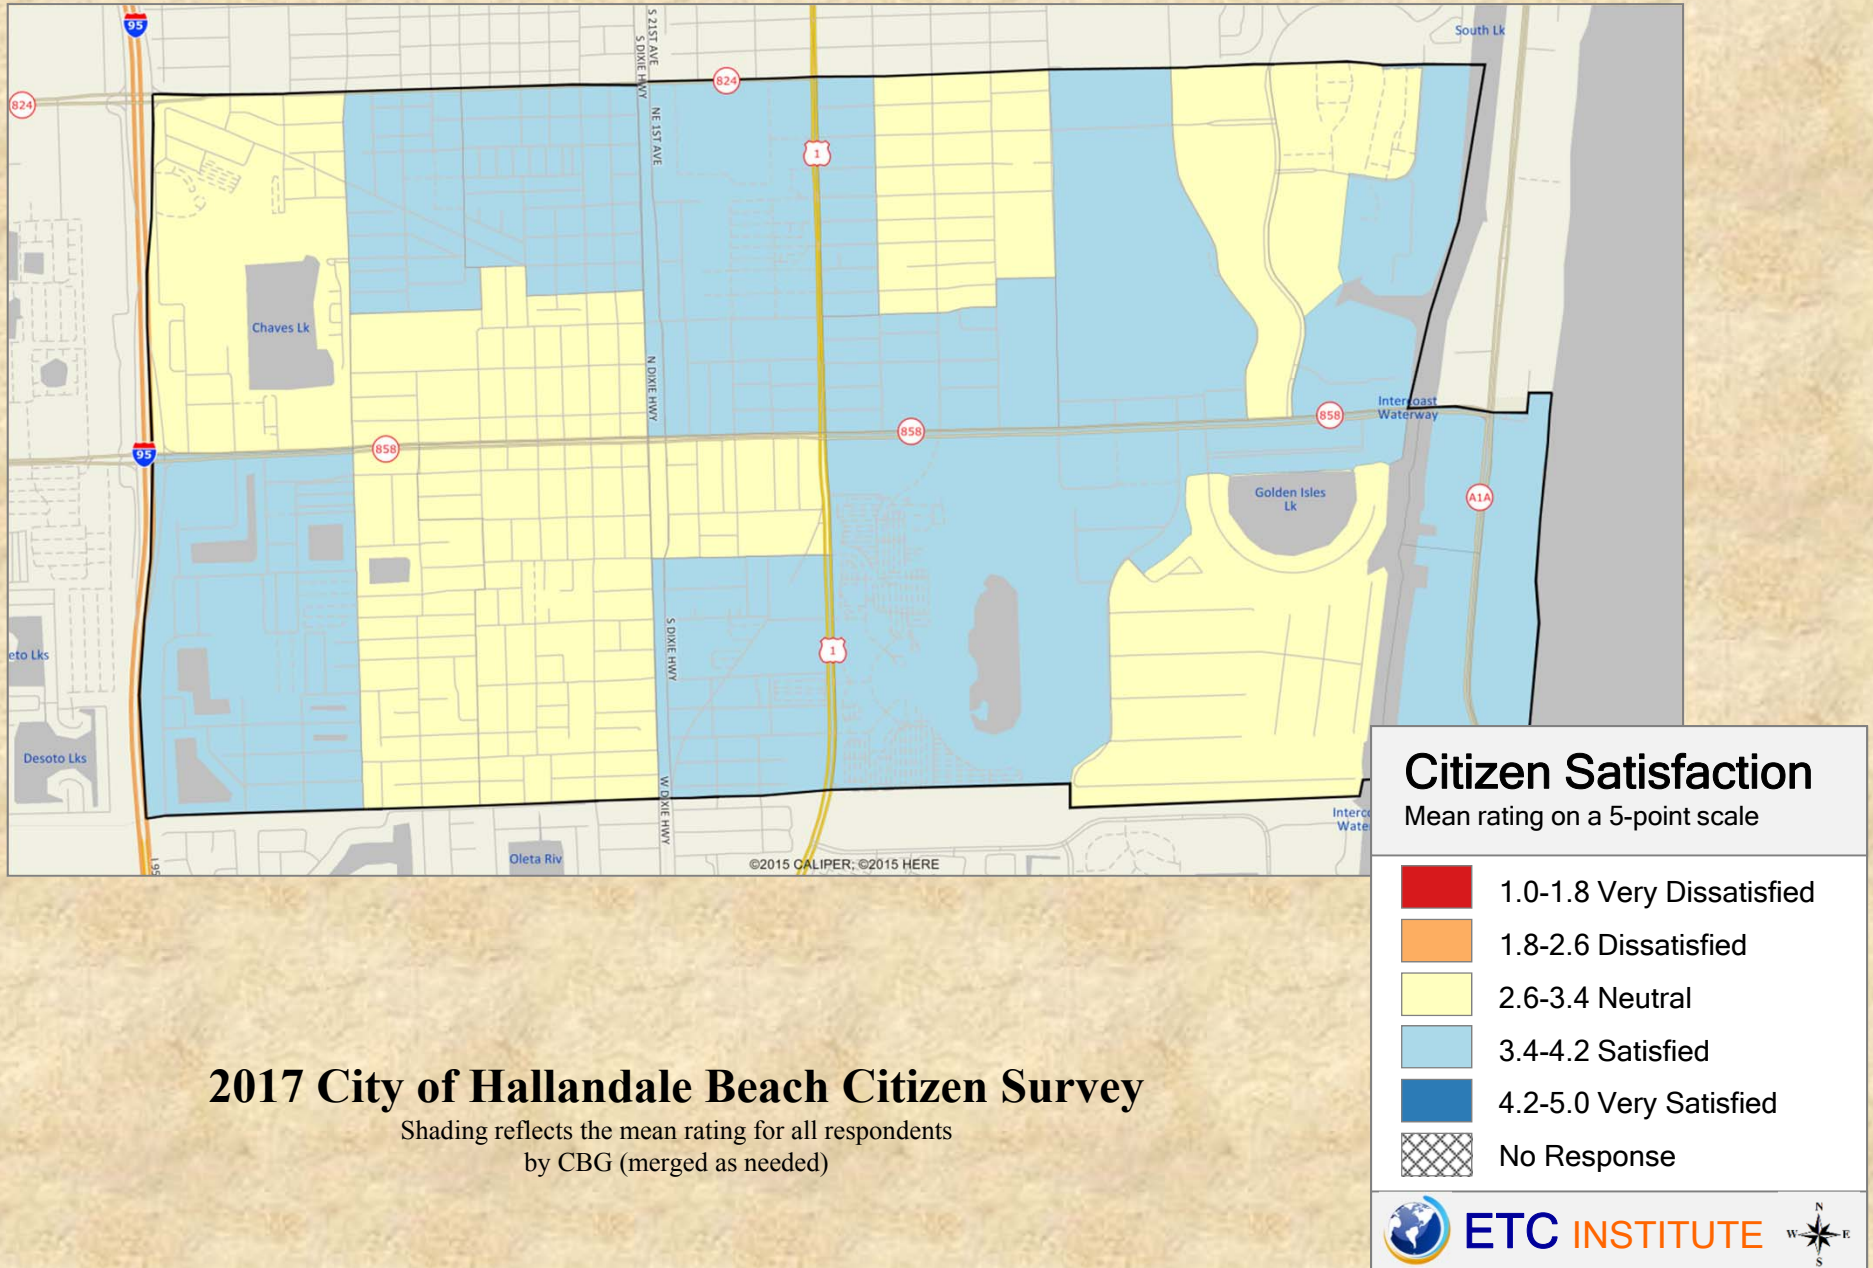 95
South Lk
S 21ST AVE
S DIXIE HWY
824
824
NE 1ST AVE
1
Chaves Lk
N DIXIE HWY
Intercoast
Waterway
858
858
858
95
Golden Isles
Lk
A1A
S DIXIE HWY
1
eto Lks
Desoto Lks
W DIXIE HWY
Interco
Wate
Oleta Riv
I 95
©2015 CALIPER; ©2015 HERE
Citizen Satisfaction
Mean rating on a 5-point scale
1.0-1.8 Very Dissatisfied
1.8-2.6 Dissatisfied
2.6-3.4 Neutral
3.4-4.2 Satisfied
4.2-5.0 Very Satisfied
No Response
2017 City of Hallandale Beach Citizen Survey
Shading reflects the mean rating for all respondents
by CBG (merged as needed)
ETC INSTITUTE
N
W E
S